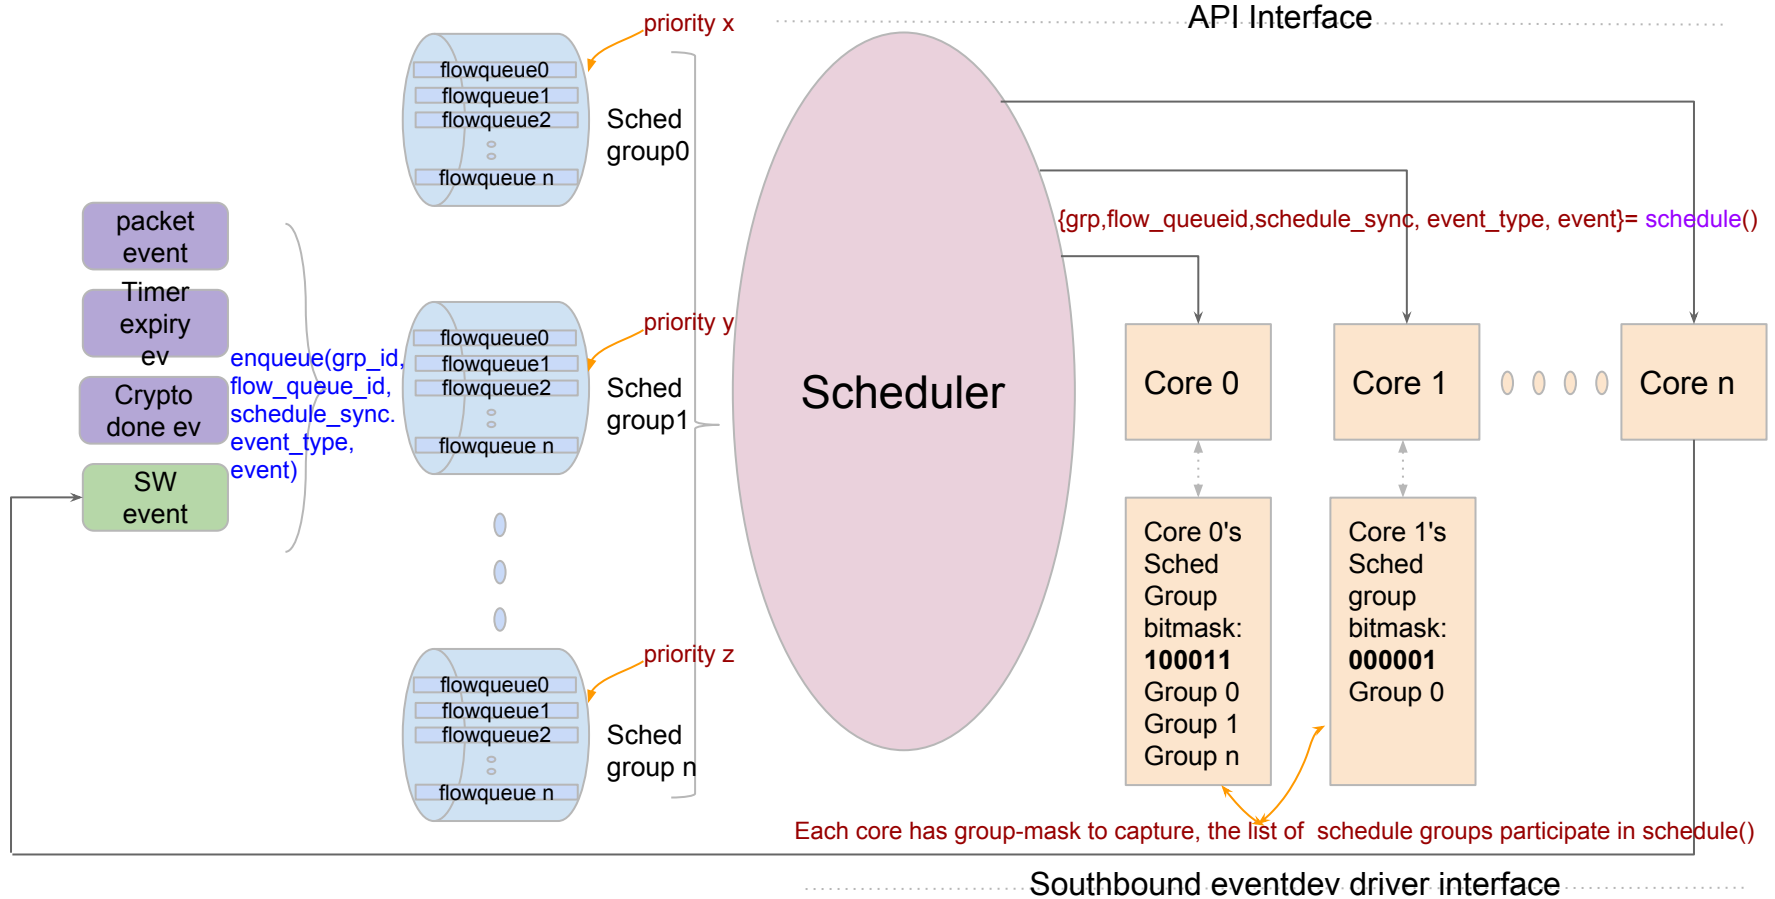 API Interface
priority x
flowqueue0
flowqueue1
flowqueue2
flowqueue n
Sched
group0
packet
event
Timer
expiry
ev
Crypto
done ev
SW
event
enqueue(grp_id,
flow_queue_id,
schedule_sync.
event_type,
event)
priority y
flowqueue0
flowqueue1
flowqueue2
flowqueue n
Sched
group1
priority z
flowqueue0
flowqueue1
flowqueue2
flowqueue n
Sched
group n
Scheduler
{grp,flow_queueid,schedule_sync, event_type, event}= schedule()
Core 0
Core 1
Core n
Core 0's
Sched
Group
bitmask:
100011
Group 0
Group 1
Group n
Core 1's
Sched
group
bitmask:
000001
Group 0
Each core has group-mask to capture, the list of  schedule groups participate in schedule()
Southbound eventdev driver interface